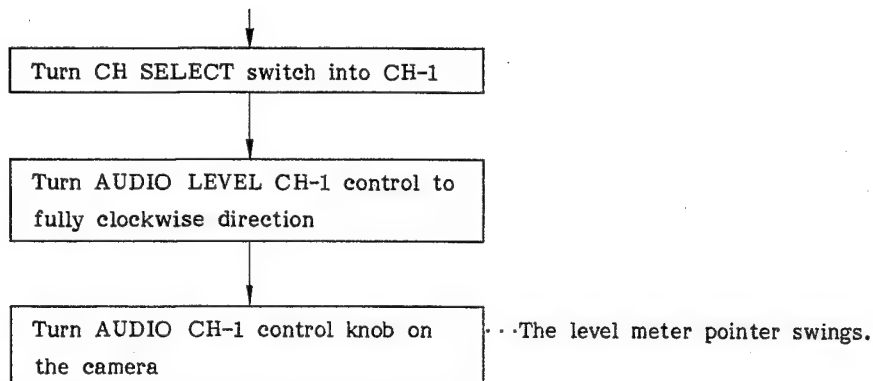 Turn CH SELECT switch into CH-1
Turn AUDIO LEVEL CH-1 control to
fully clockwise direction
Turn AUDIO CH-1 control knob on
the camera
···The level meter pointer swings.